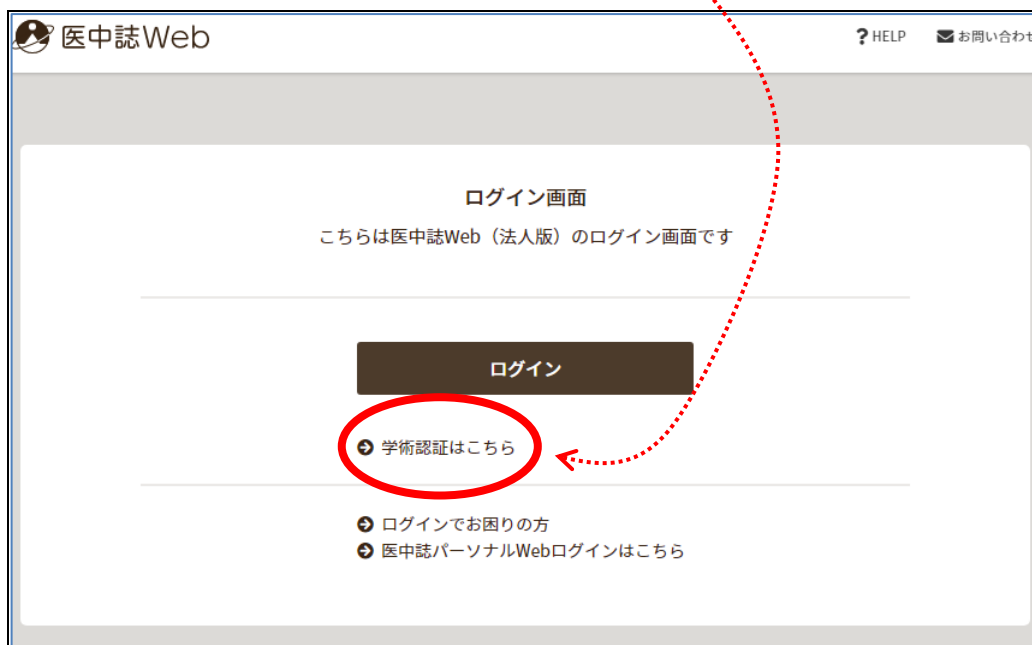 医中誌Web
? HELP
お問い合わせ
ログイン画面
こちらは医中誌Web（法人版）のログイン画面です
ログイン
学術認証はこちら
ログインでお困りの方
医中誌パーソナルWebログインはこちら